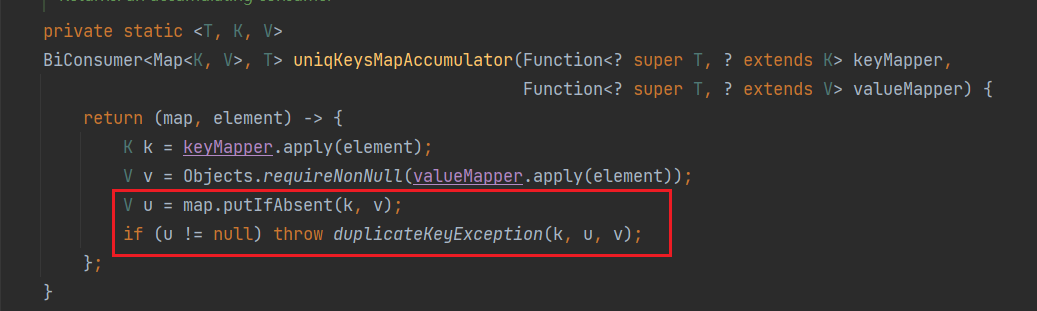 private static <T, K, V>
BiConsumer<Map<K, V>, T> uniqKeysMapAccumulator(Function<? super T, ? extends K> keyMapper,
Function<? super T, ? extends V> valueMapper) {
return (map, element) -> {
K k = keyMapper.apply(element);
V v = Objects.requireNonNull(valueMapper.apply(element));
V u = map.putIfAbsent(k, v);
if (u != null) throw duplicateKeyException(k, u, v);
};
}